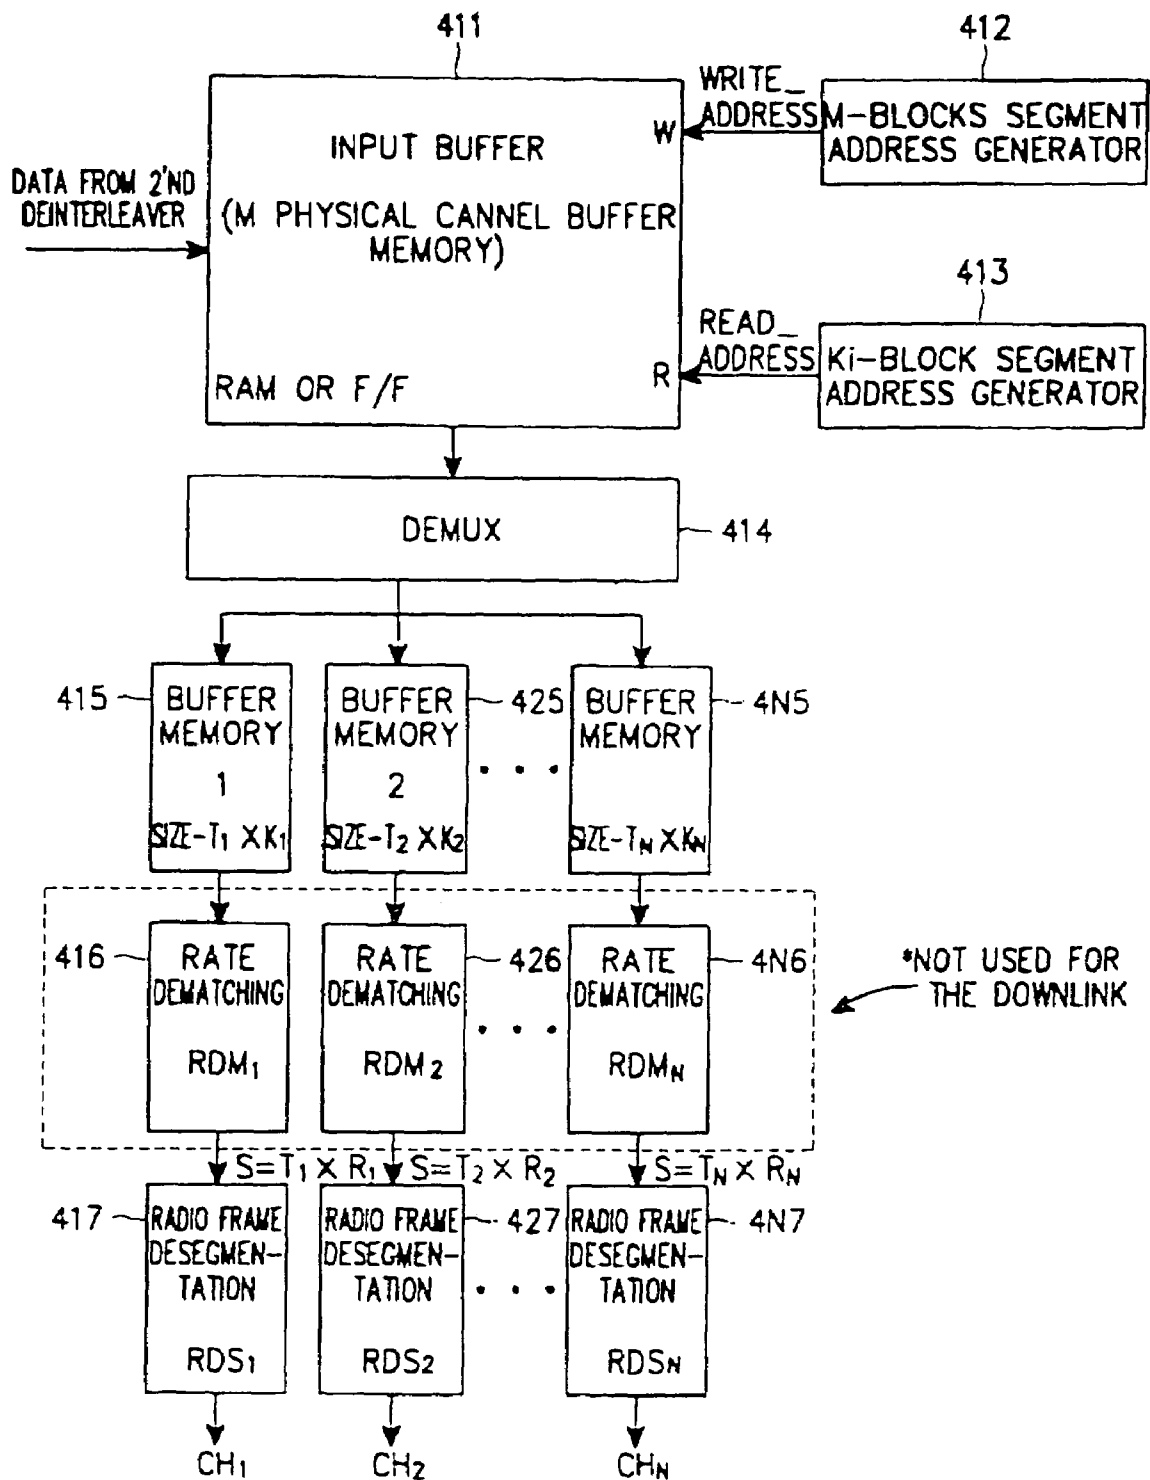 411
412
INPUT BUFFER
(M PHYSICAL CANNEL BUFFER
MEMORY)
RAM OR F/F
W
R
WRITE_
ADDRESS
M-BLOCKS SEGMENT
ADDRESS GENERATOR
DATA FROM 2'ND
DEINTERLEAVER
413
READ_
ADDRESS
Ki-BLOCK SEGMENT
ADDRESS GENERATOR
DEMUX
414
415
BUFFER
MEMORY
1
SIZE-T1 X K1
BUFFER
MEMORY
2
SIZE-T2 X K2
425
. . .
BUFFER
MEMORY
SIZE-TN X KN
4N5
416
RATE
DEMATCHING
RDM1
RATE
DEMATCHING
RDM2
426
. . .
RATE
DEMATCHING
RDMN
4N6
*NOT USED FOR
THE DOWNLINK
S=T1 X R1
S=T2 X R2
S=TN X RN
417
RADIO FRAME
DESEGMEN-
TATION
RDS1
RADIO FRAME
DESEGMEN-
TATION
RDS2
427
. . .
RADIO FRAME
DESEGMEN-
TATION
RDSN
4N7
CH1
CH2
CHN